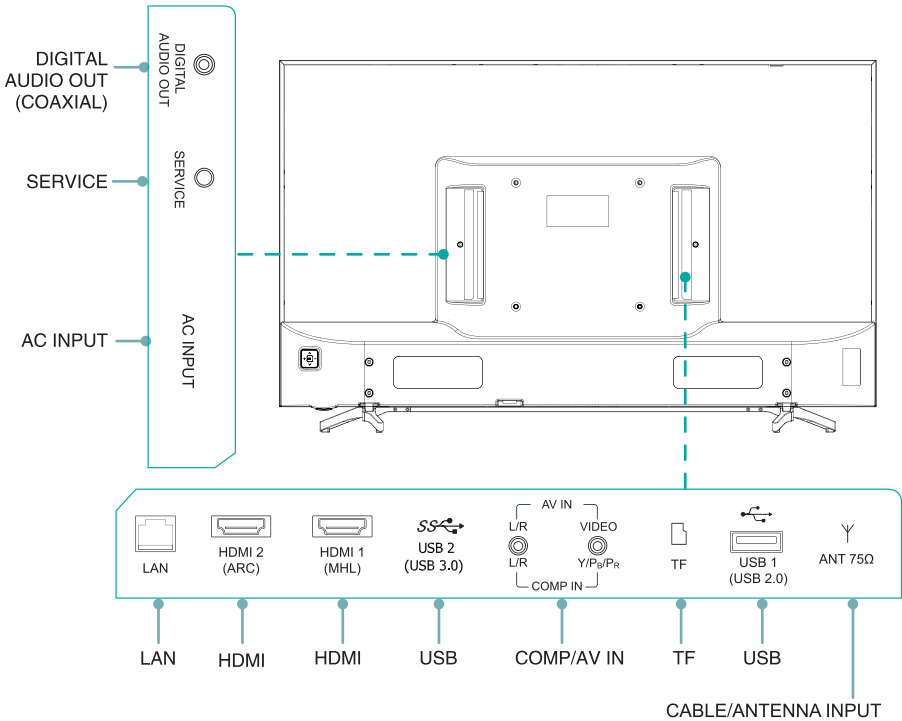 DIGITAL
AUDIO OUT
(COAXIAL)
DIGITAL
AUDIO OUT
SERVICE
SERVICE
AC INPUT
AC INPUT
AV IN
L/R
VIDEO
L/R
Y/PB/PR
COMP IN
LAN
HDMI 2
(ARC)
HDMI 1
(MHL)
SS
USB 2
(USB 3.0)
TF
USB 1
(USB 2.0)
ANT 75Ω
LAN
HDMI
HDMI
USB
COMP/AV IN
TF
USB
CABLE/ANTENNA INPUT